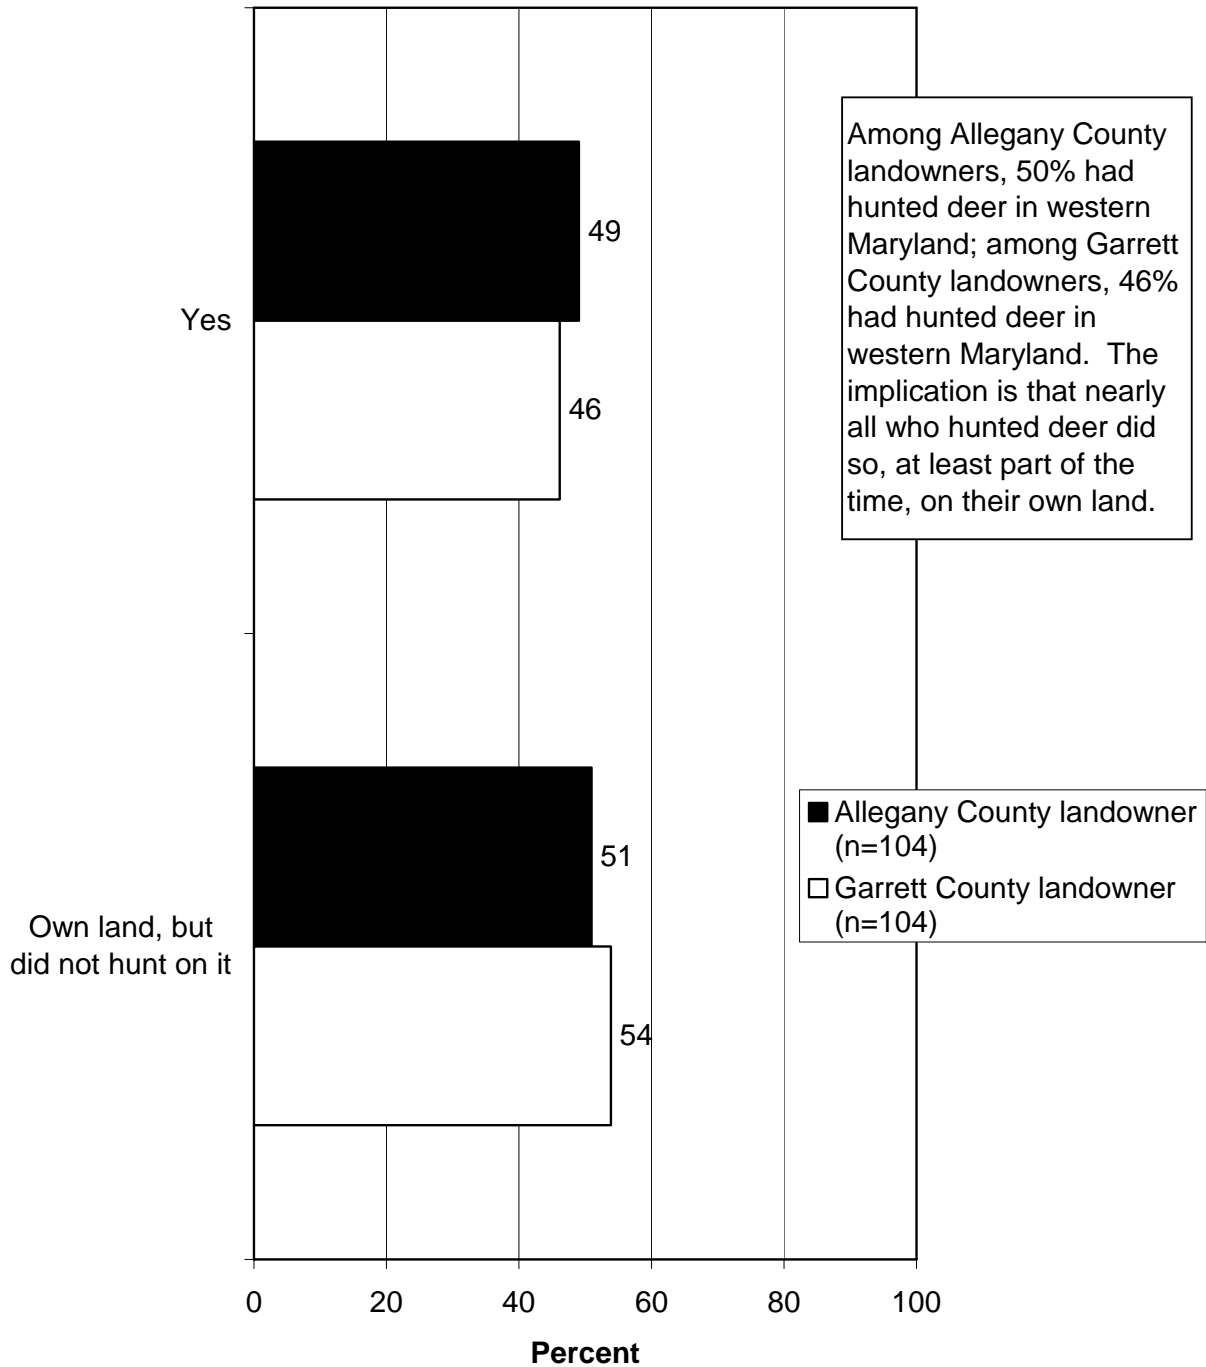 Among Allegany County
landowners, 50% had
hunted deer in western
Maryland; among Garrett
County landowners, 46%
had hunted deer in
western Maryland.  The
implication is that nearly
all who hunted deer did
so, at least part of the
time, on their own land.
Yes
49
46
Own land, but
did not hunt on it
51
54
Allegany County landowner
(n=104)
Garrett County landowner
(n=104)
0 20 40 60 80 100
Percent